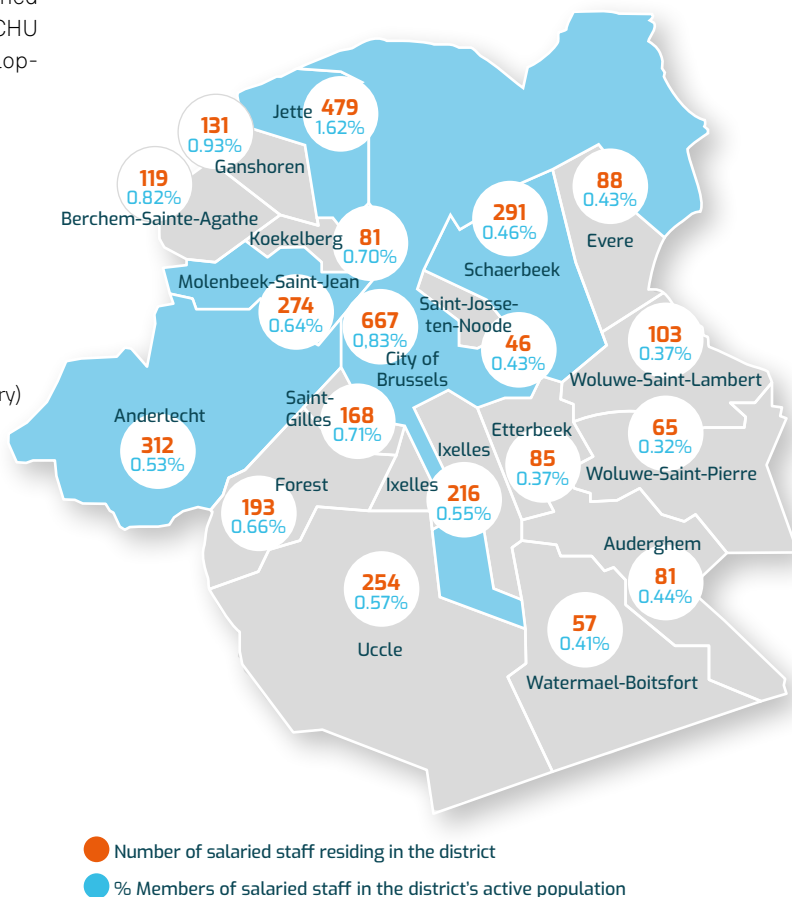 CHU
Jette 479
1.62%
131
0.93%
Ganshoren
119
0.82%
Berchem-Sainte-Agathe
88
0.43%
Evere
291
0.46%
Schaerbeek
Koekelberg 81
0.70%
Molenbeek-Saint-Jean
274
0.64%
667
0,83%
City of
Brussels
Saint-Josse-
ten-Noode
46
0.43%
103
0.37%
Woluwe-Saint-Lambert
ry)
Anderlecht
312
0.53%
Saint-
Gilles 168
0.71%
Etterbeek
85
0.37%
65
0.32%
Woluwe-Saint-Pierre
Ixelles
Ixelles 216
0.55%
Forest
193
0.66%
Auderghem
81
0.44%
254
0.57%
Uccle
57
0.41%
Watermael-Boitsfort
Number of salaried staff residing in the district
% Members of salaried staff in the district's active population